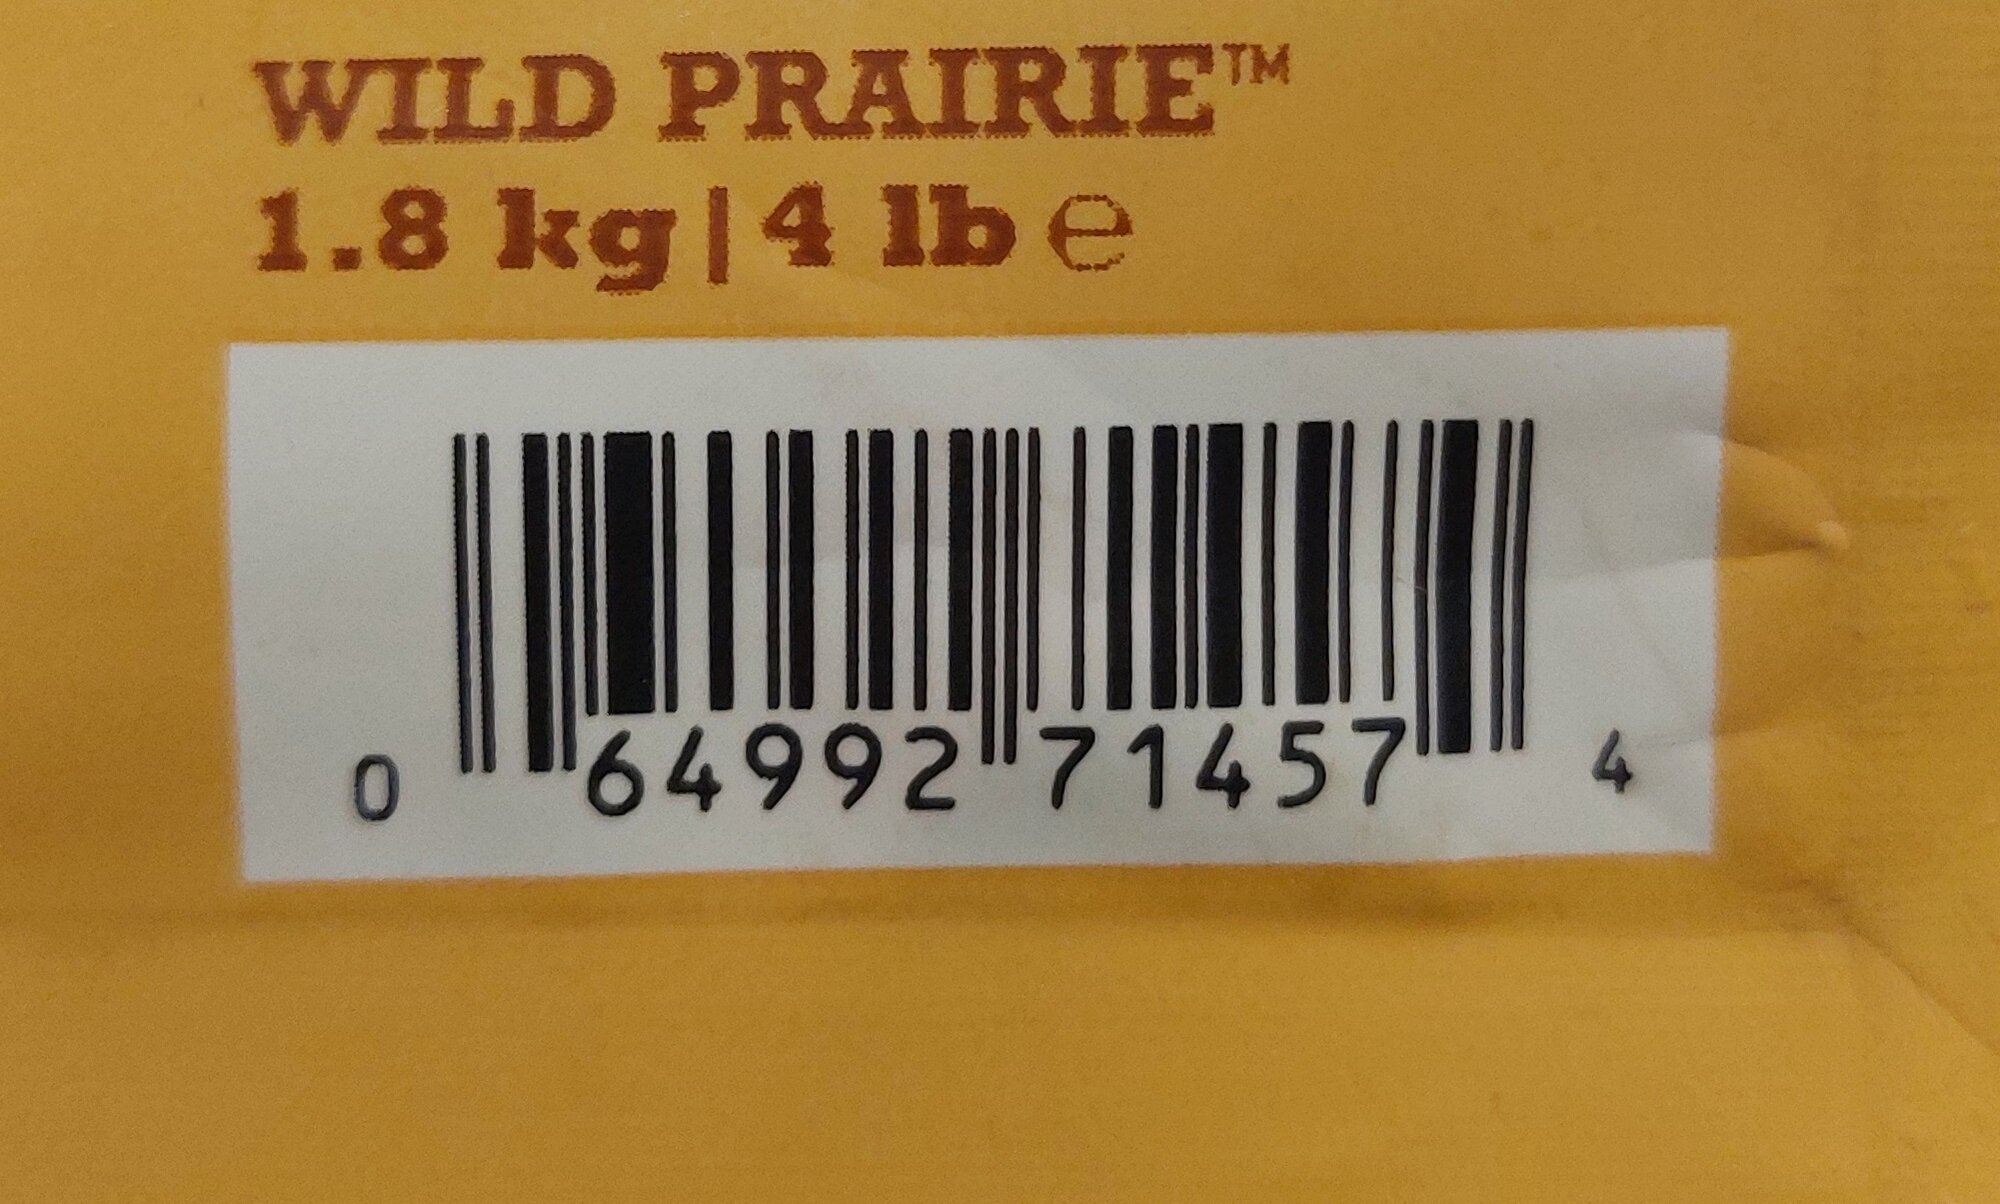 WILD PRAIRIE™
1.8 kg|4 lb ℮
0 64992 71457 4